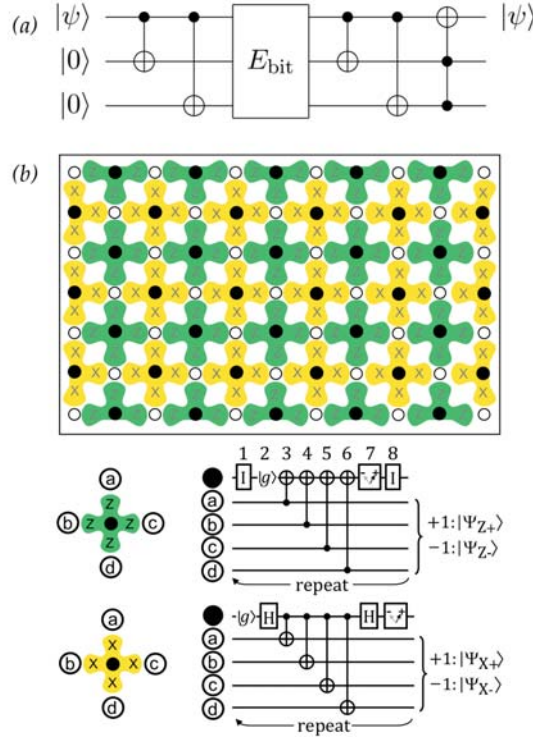 (a)
|ψ⟩ |ψ⟩
|0⟩ E_bit
|0⟩
(b)
X X X X X X
X X X X X X X X X X
X X X X X X
X X X X X X
X X X X X X X X X X
X X X X X X
X X X X X X
X X X X X X X X X X
X X X X X X
1 2 3 4 5 6 7 8
I |g⟩ I
a a
Z b
b Z Z c c
Z d
d
+1:|Ψ_Z+⟩
-1:|Ψ_Z-⟩
repeat
|g⟩ H H
a a
X b
b X X c c
X d
d
+1:|Ψ_X+⟩
-1:|Ψ_X-⟩
repeat